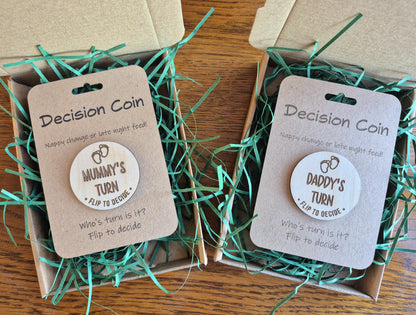 Decision Coin
Nappy change or late night feed!
MUMMY'S
TURN
• FLIP TO DECIDE •
Who's turn is it?
Flip to decide
Decision Coin
Nappy change or late night feed!
DADDY'S
TURN
• FLIP TO DECIDE •
Who's turn is it?
Flip to decide